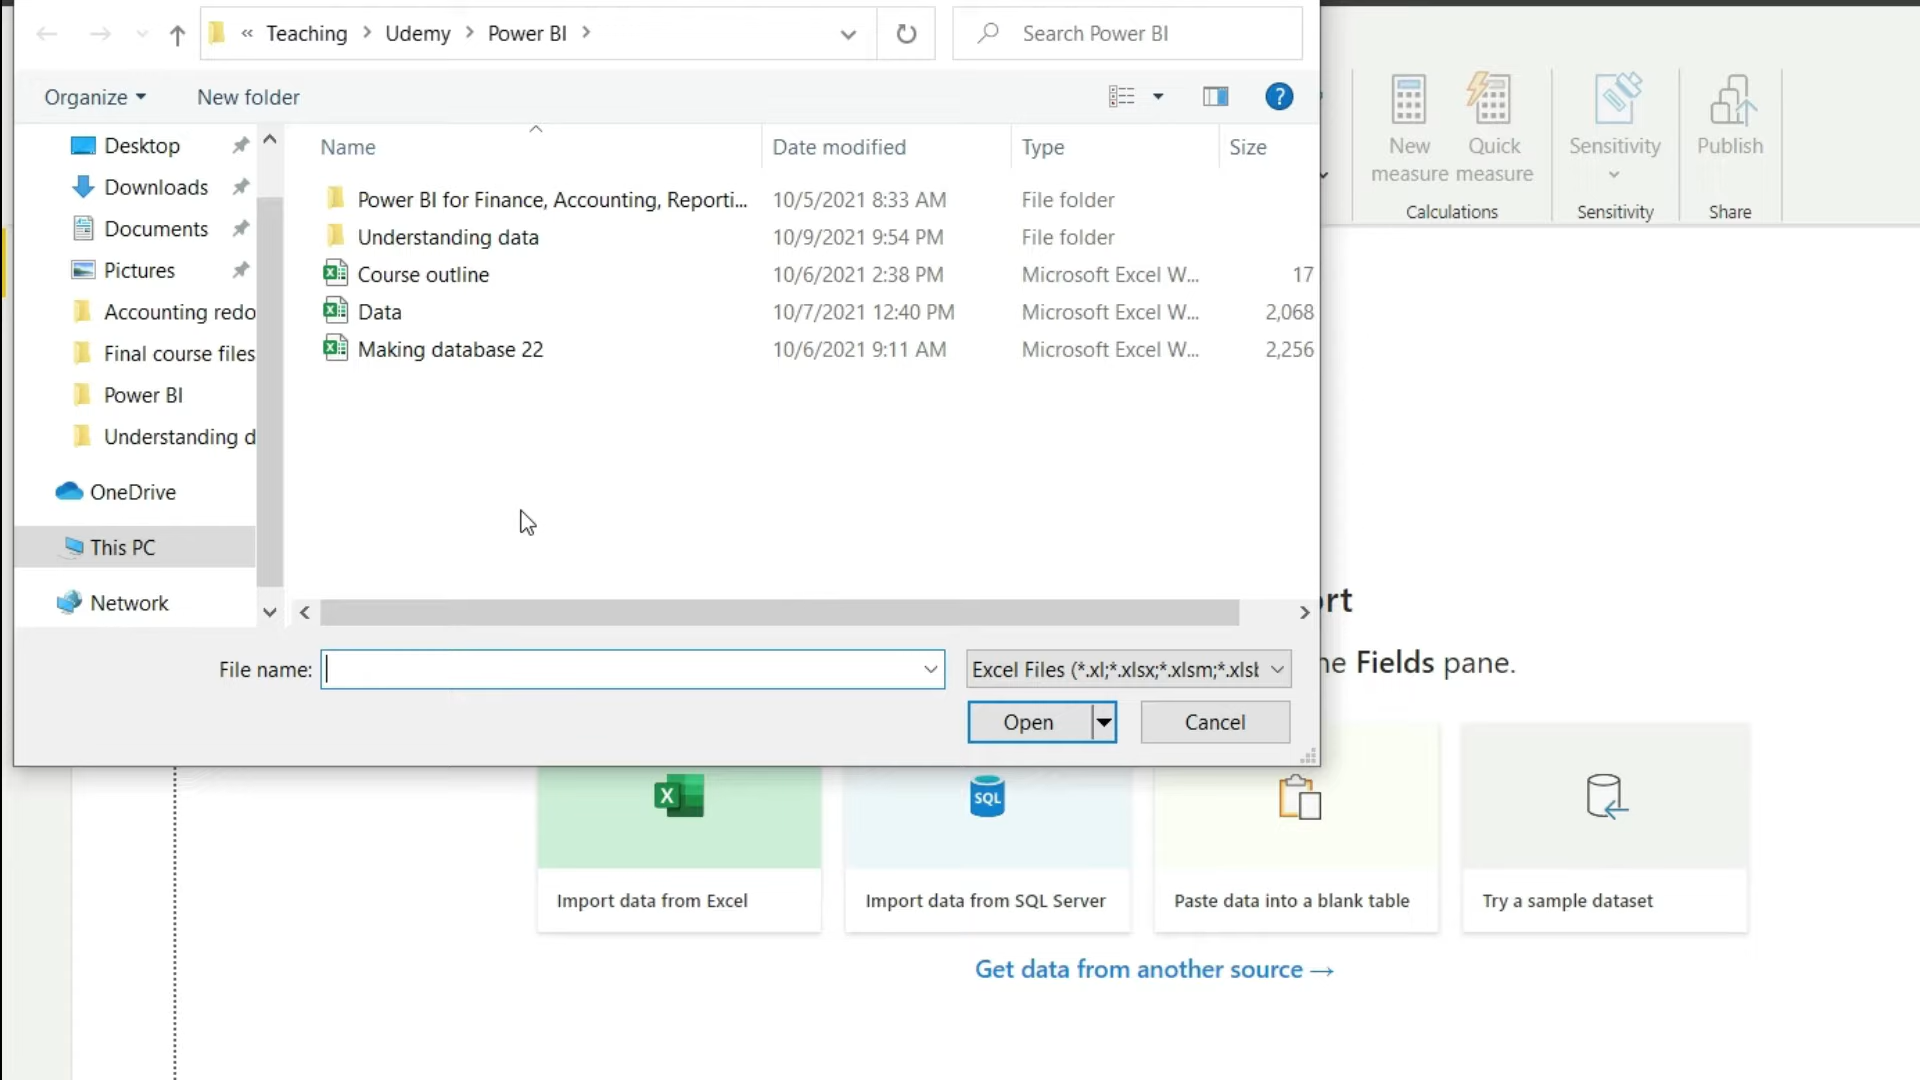 « Teaching > Udemy > Power BI >
Search Power BI
Organize
New folder
?
Name
Date modified
Type
Size
Desktop
Downloads
Documents
Pictures
Accounting redo
Final course files
Power BI
Understanding d
OneDrive
This PC
Network
Power BI for Finance, Accounting, Reporti... 10/5/2021 8:33 AM File folder
Understanding data 10/9/2021 9:54 PM File folder
Course outline 10/6/2021 2:38 PM Microsoft Excel W... 17
Data 10/7/2021 12:40 PM Microsoft Excel W... 2,068
Making database 22 10/6/2021 9:11 AM Microsoft Excel W... 2,256
File name:
Excel Files (*.xl;*.xlsx;*.xlsm;*.xlsb
Open
Cancel
New measure
Quick measure
Calculations
Sensitivity
Sensitivity
Publish
Share
Fields pane.
X
SQL
Import data from Excel
Import data from SQL Server
Paste data into a blank table
Try a sample dataset
Get data from another source →